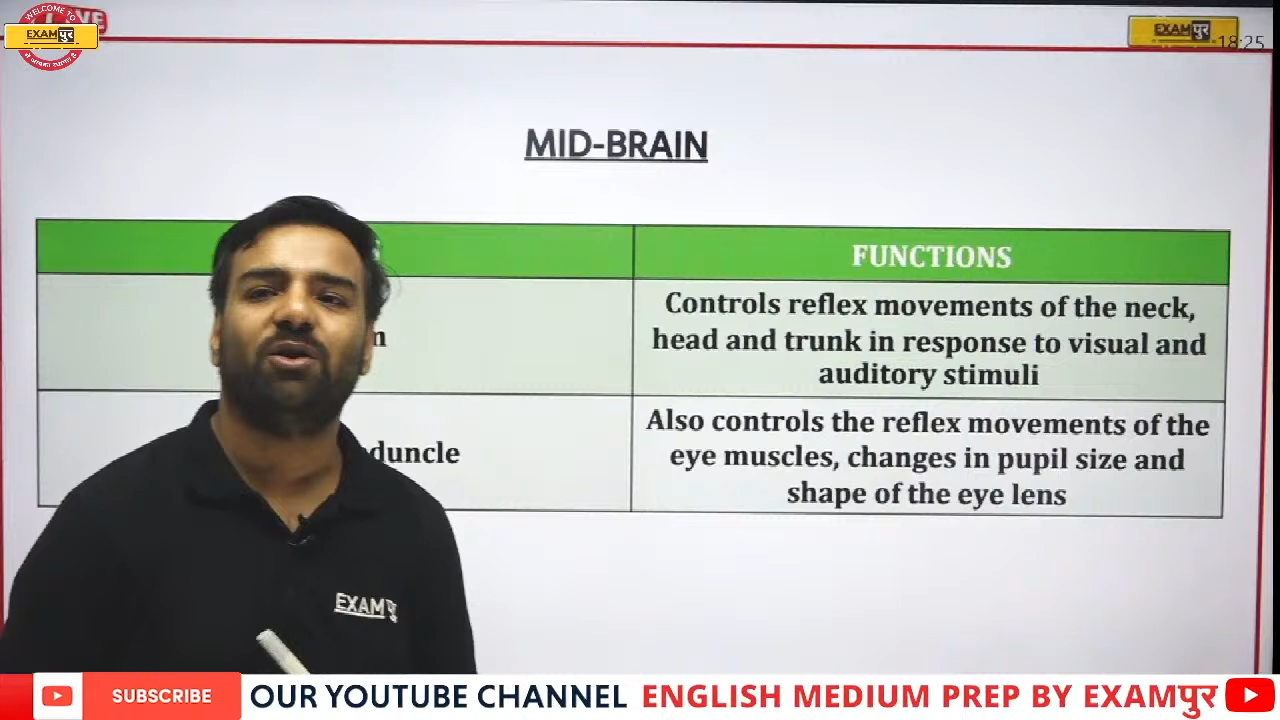 WELCOME TO
EXAMपुर
EXAMपुर
18:25
MID-BRAIN
FUNCTIONS
Controls reflex movements of the neck,
head and trunk in response to visual and
auditory stimuli
Also controls the reflex movements of the
duncle
eye muscles, changes in pupil size and
shape of the eye lens
EXAMपुर
SUBSCRIBE
OUR YOUTUBE CHANNEL ENGLISH MEDIUM PREP BY EXAMपुर